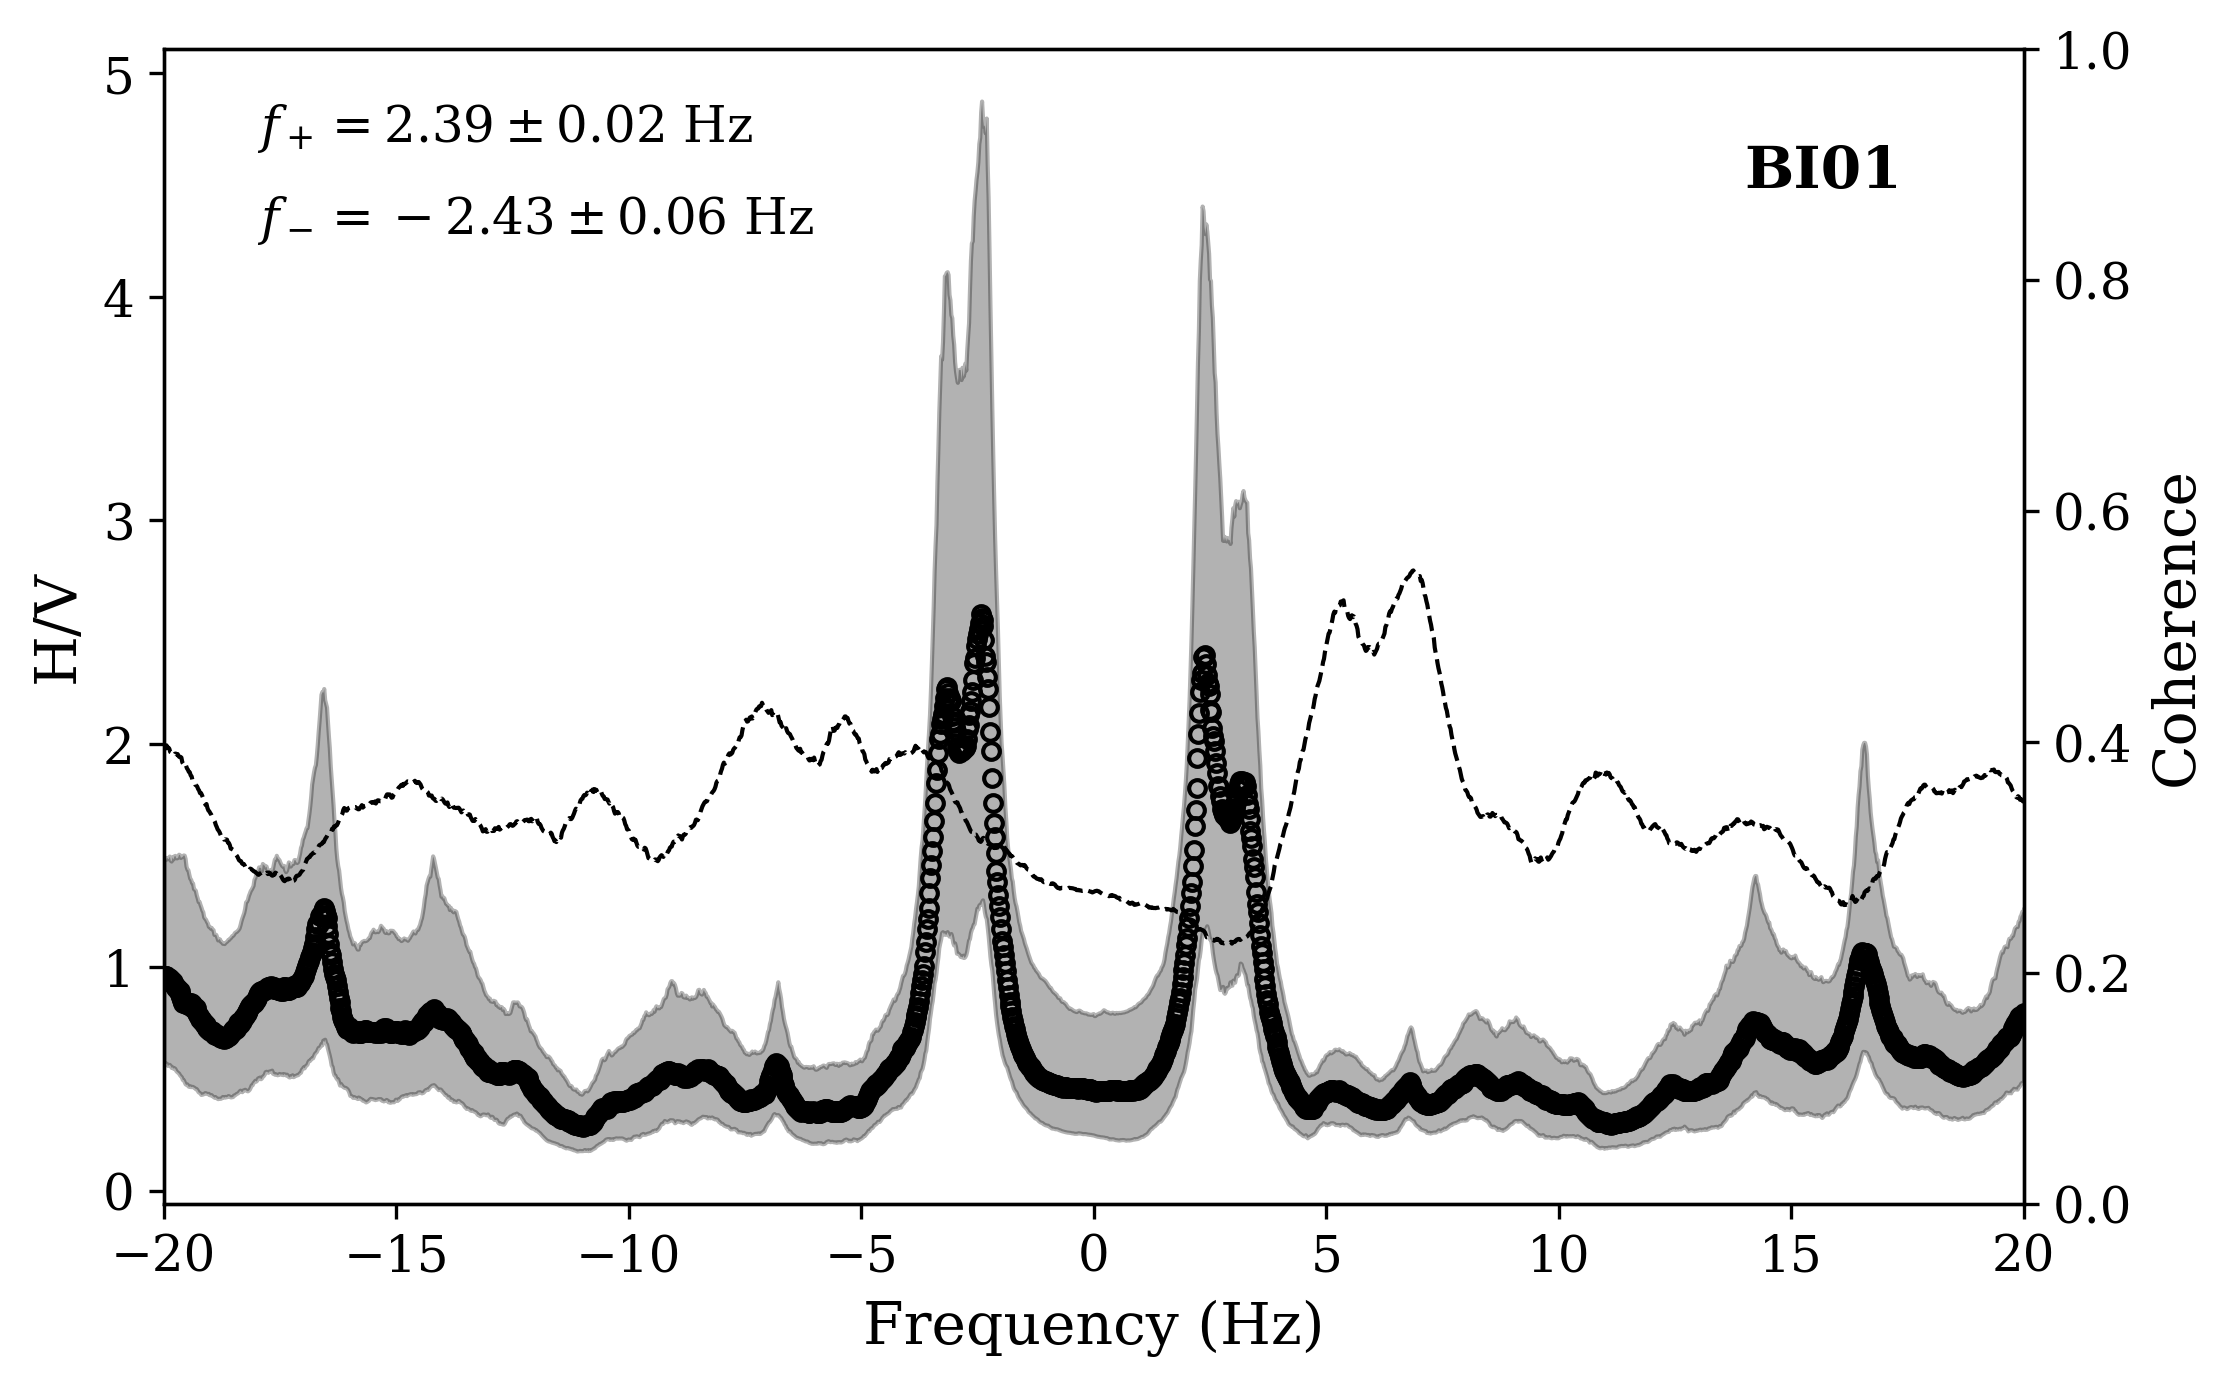 5
4
3
2
1
0
H/V
f₊ = 2.39 ± 0.02 Hz
f₋ = −2.43 ± 0.06 Hz
BI01
1.0
0.8
0.6
0.4
0.2
0.0
Coherence
−20 −15 −10 −5 0 5 10 15 20
Frequency (Hz)